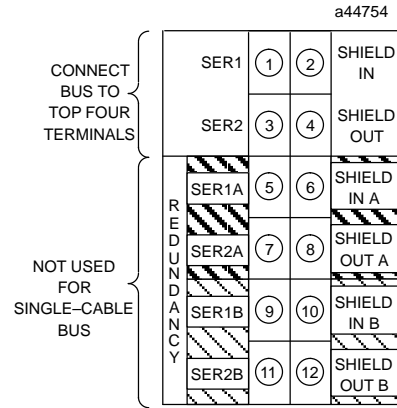 a44754
CONNECT
BUS TO
TOP FOUR
TERMINALS
SER1 1 2 SHIELD
IN
SER2 3 4 SHIELD
OUT
NOT USED
FOR
SINGLE–CABLE
BUS
REDUNDANCY
SER1A 5 6 SHIELD
IN A
SER2A 7 8 SHIELD
OUT A
SER1B 9 10 SHIELD
IN B
SER2B 11 12 SHIELD
OUT B